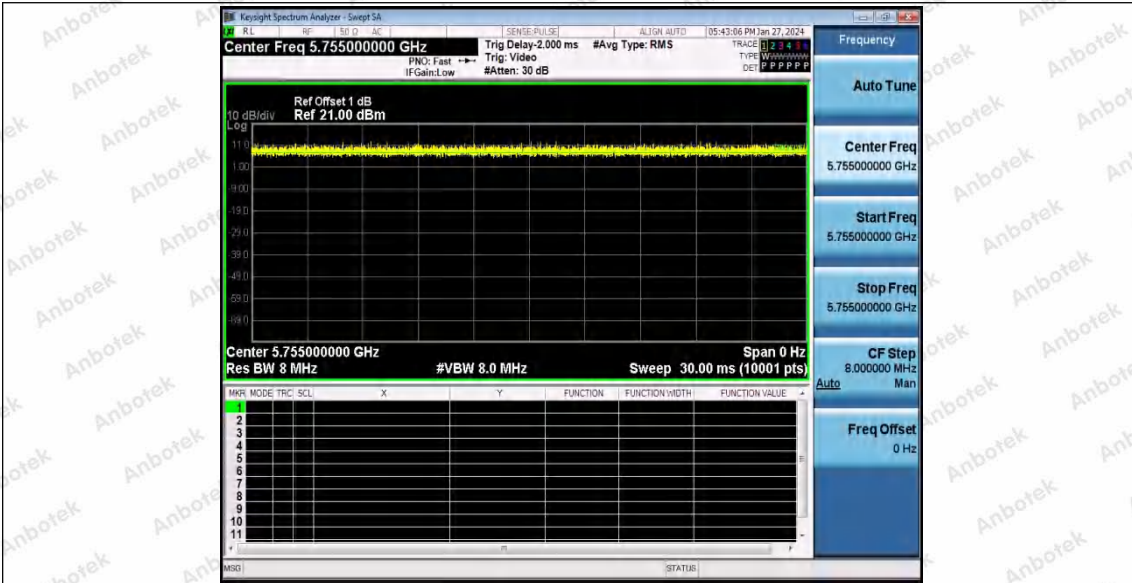 Keysight Spectrum Analyzer - Swept SA
RL RF 50 Ω AC SENSE:PULSE ALIGN AUTO 05:43:06 PM Jan 27, 2024
Center Freq 5.755000000 GHz
PNO: Fast
IFGain:Low
Trig Delay-2.000 ms
Trig: Video
#Atten: 30 dB
#Avg Type: RMS
TRACE 1 2 3 4 5 6
TYPE W
DET P P P P P P
Ref Offset 1 dB
10 dB/div Ref 21.00 dBm
Log
11.0
1.00
-9.00
-19.0
-29.0
-39.0
-49.0
-59.0
-69.0
Center 5.755000000 GHz Span 0 Hz
Res BW 8 MHz #VBW 8.0 MHz Sweep 30.00 ms (10001 pts)
MKR MODE TRC SCL X Y FUNCTION FUNCTION WIDTH FUNCTION VALUE
1
2
3
4
5
6
7
8
9
10
11
MSG STATUS
Frequency
Auto Tune
Center Freq
5.755000000 GHz
Start Freq
5.755000000 GHz
Stop Freq
5.755000000 GHz
CF Step
8.000000 MHz
Auto Man
Freq Offset
0 Hz
Anbotek